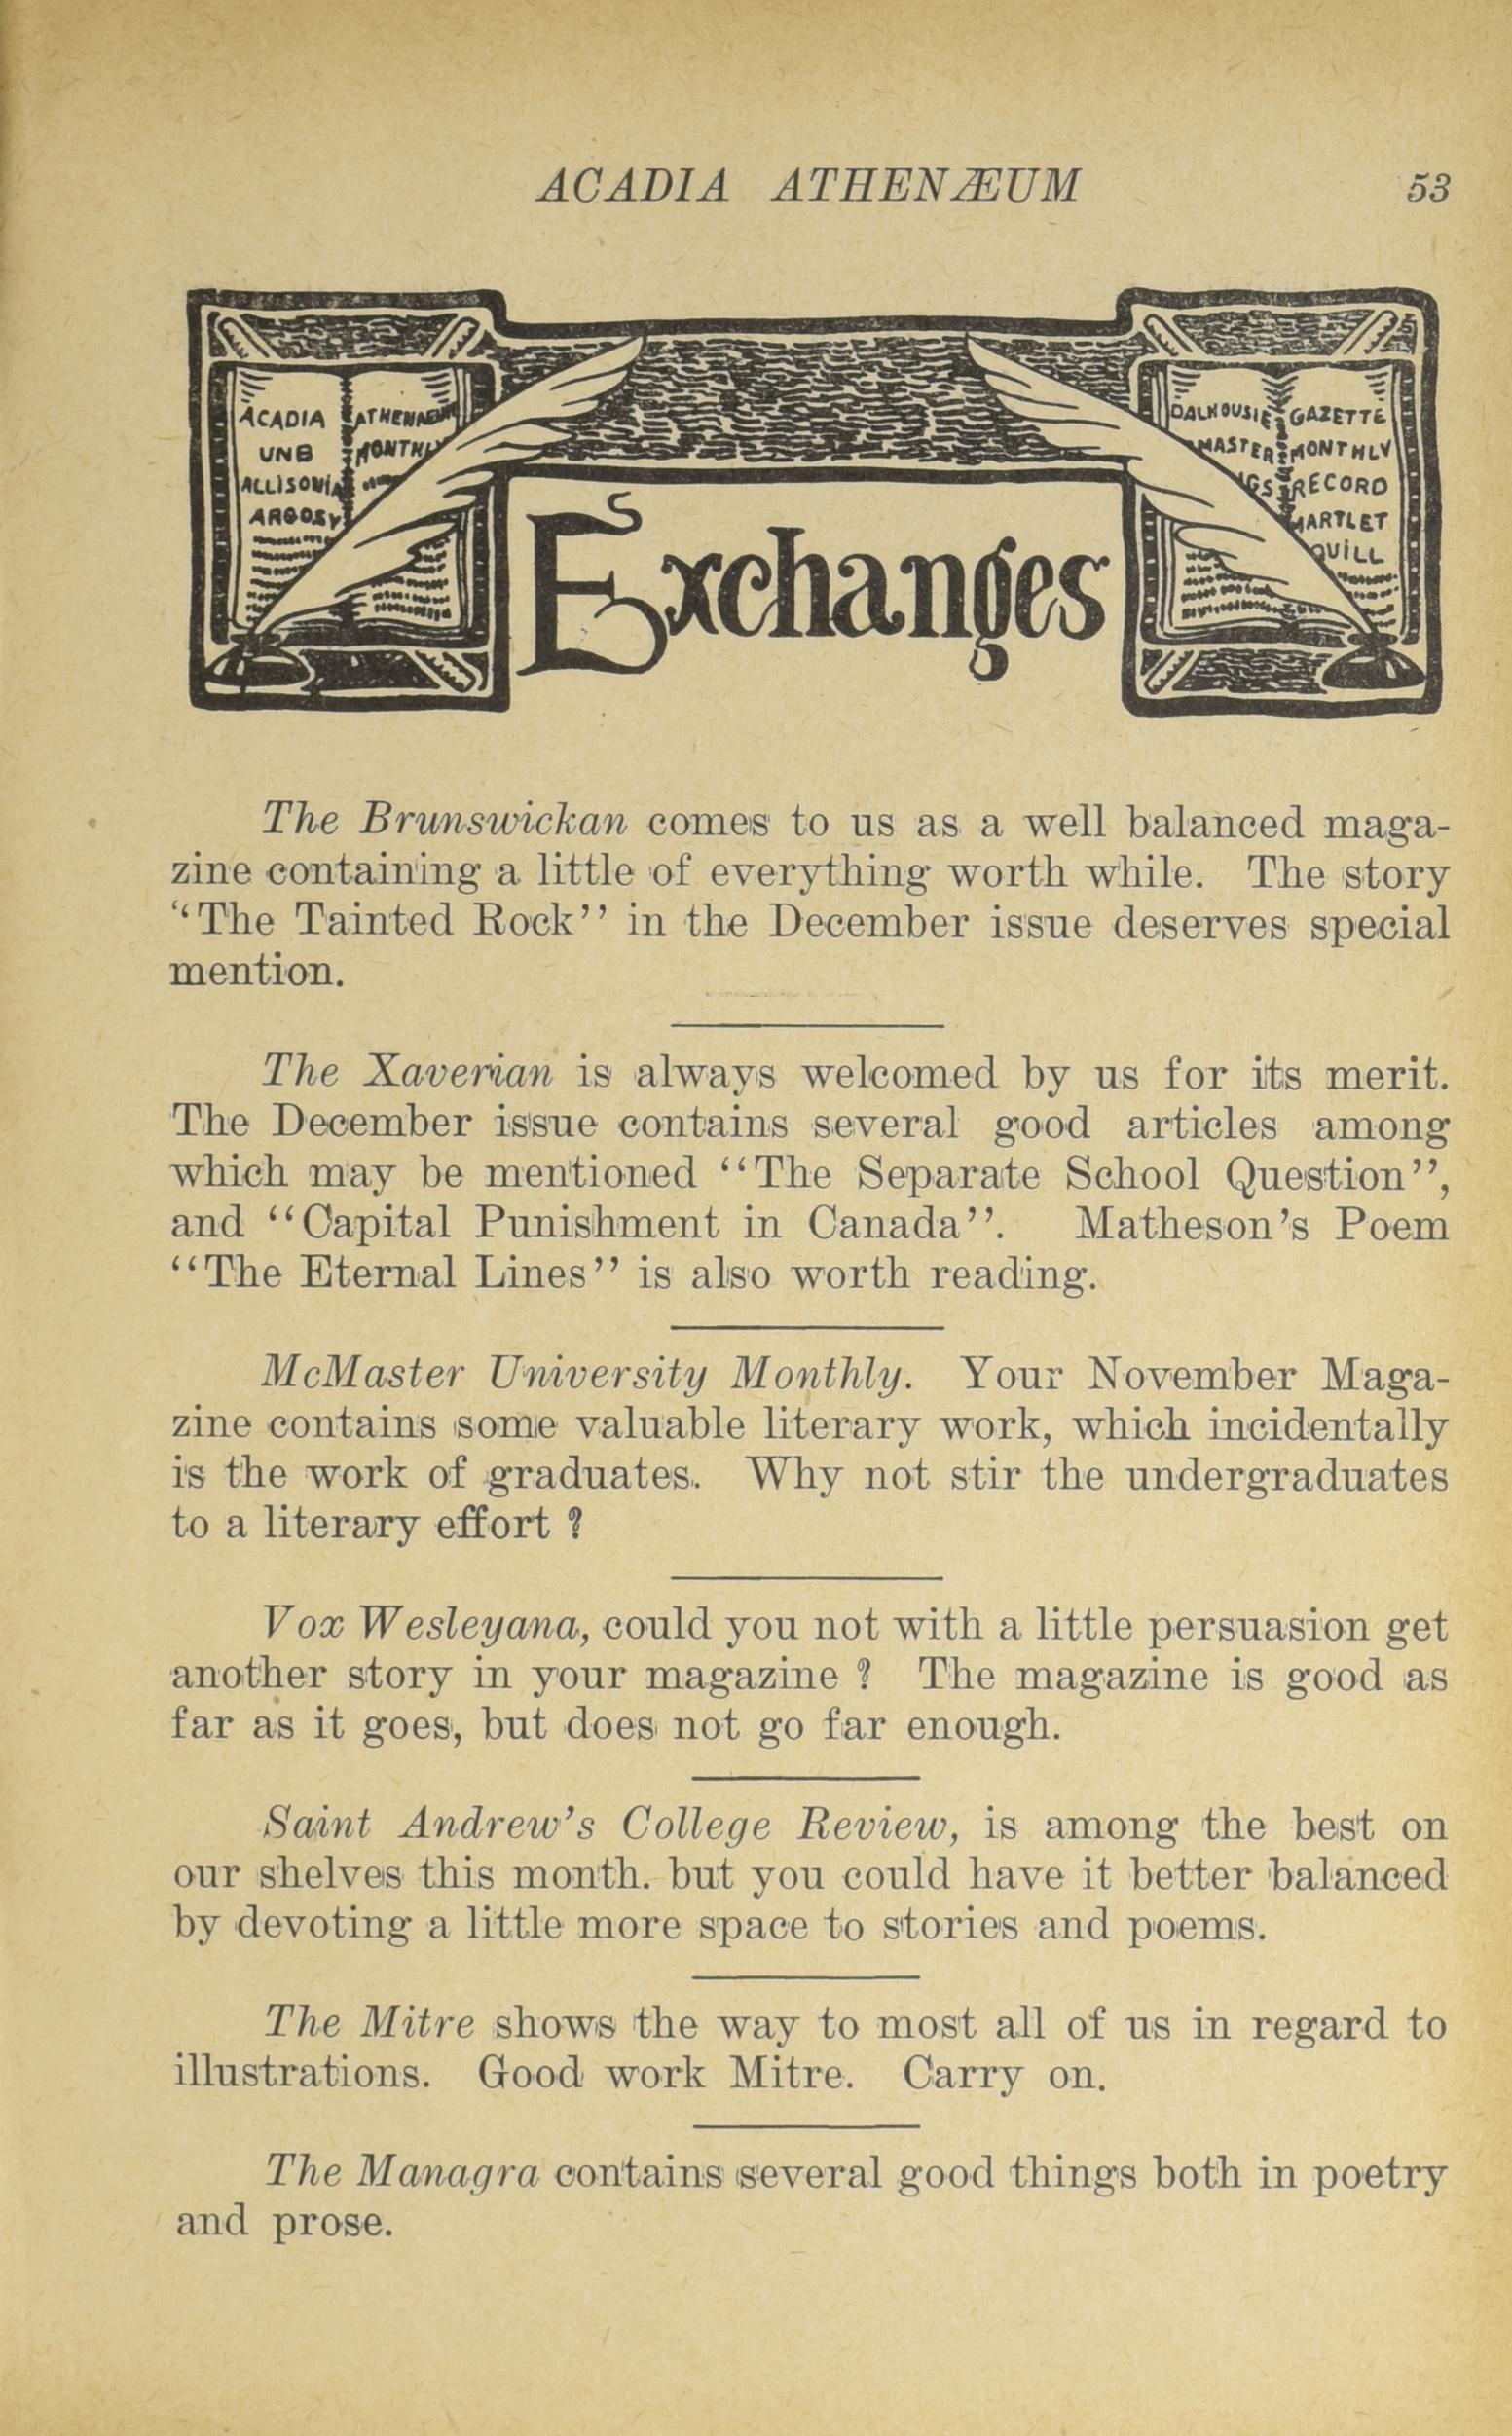 ACADIA ATHENÆUM 53
ACADIA ATHENAEUM
UNB MONTHLY
ALLISONIA
ARGOSY
DALHOUSIE GAZETTE
MASTER MONTHLY
GS RECORD
MARTLET
QUILL
Exchanges
The Brunswickan comes to us as a well balanced maga-
zine containing a little of everything worth while. The story
"The Tainted Rock" in the December issue deserves special
mention.
The Xaverian is always welcomed by us for its merit.
The December issue contains several good articles among
which may be mentioned "The Separate School Question",
and "Capital Punishment in Canada". Matheson's Poem
"The Eternal Lines" is also worth reading.
McMaster University Monthly. Your November Maga-
zine contains some valuable literary work, which incidentally
is the work of graduates. Why not stir the undergraduates
to a literary effort ?
Vox Wesleyana, could you not with a little persuasion get
another story in your magazine ? The magazine is good as
far as it goes, but does not go far enough.
Saint Andrew's College Review, is among the best on
our shelves this month. but you could have it better balanced
by devoting a little more space to stories and poems.
The Mitre shows the way to most all of us in regard to
illustrations. Good work Mitre. Carry on.
The Managra contains several good things both in poetry
and prose.